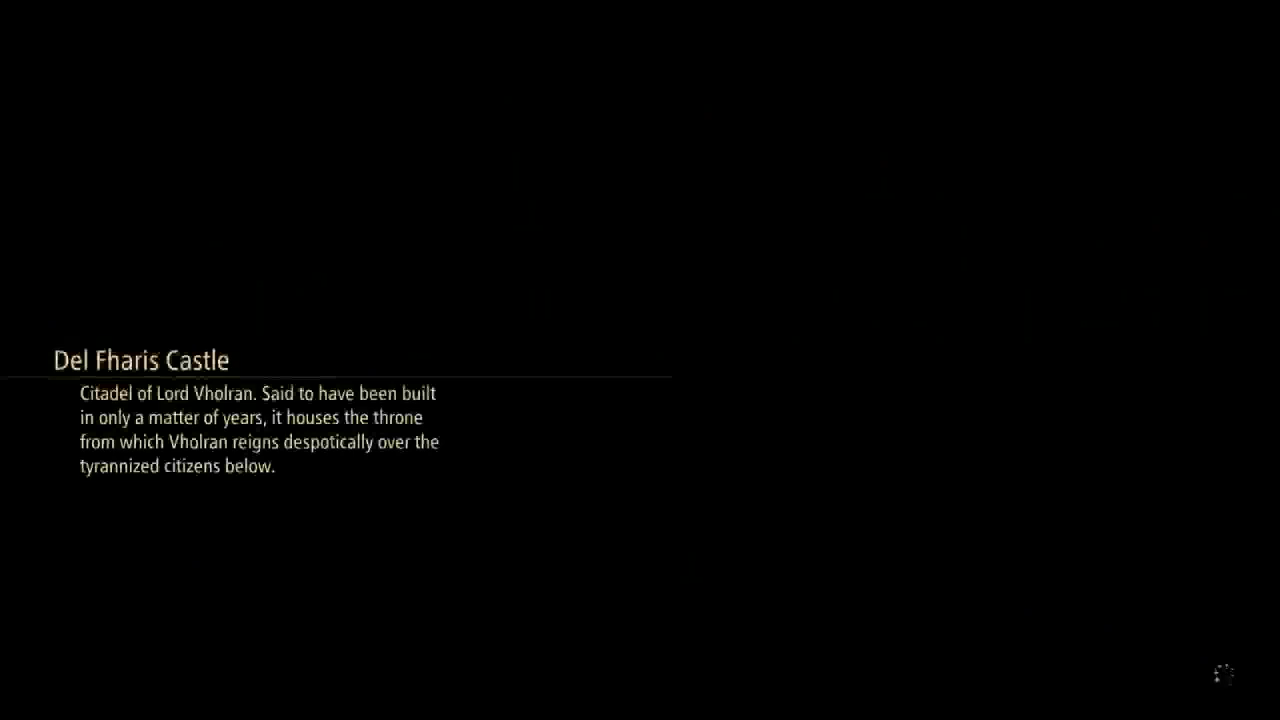 Del Fharis Castle
Citadel of Lord Vholran. Said to have been built
in only a matter of years, it houses the throne
from which Vholran reigns despotically over the
tyrannized citizens below.